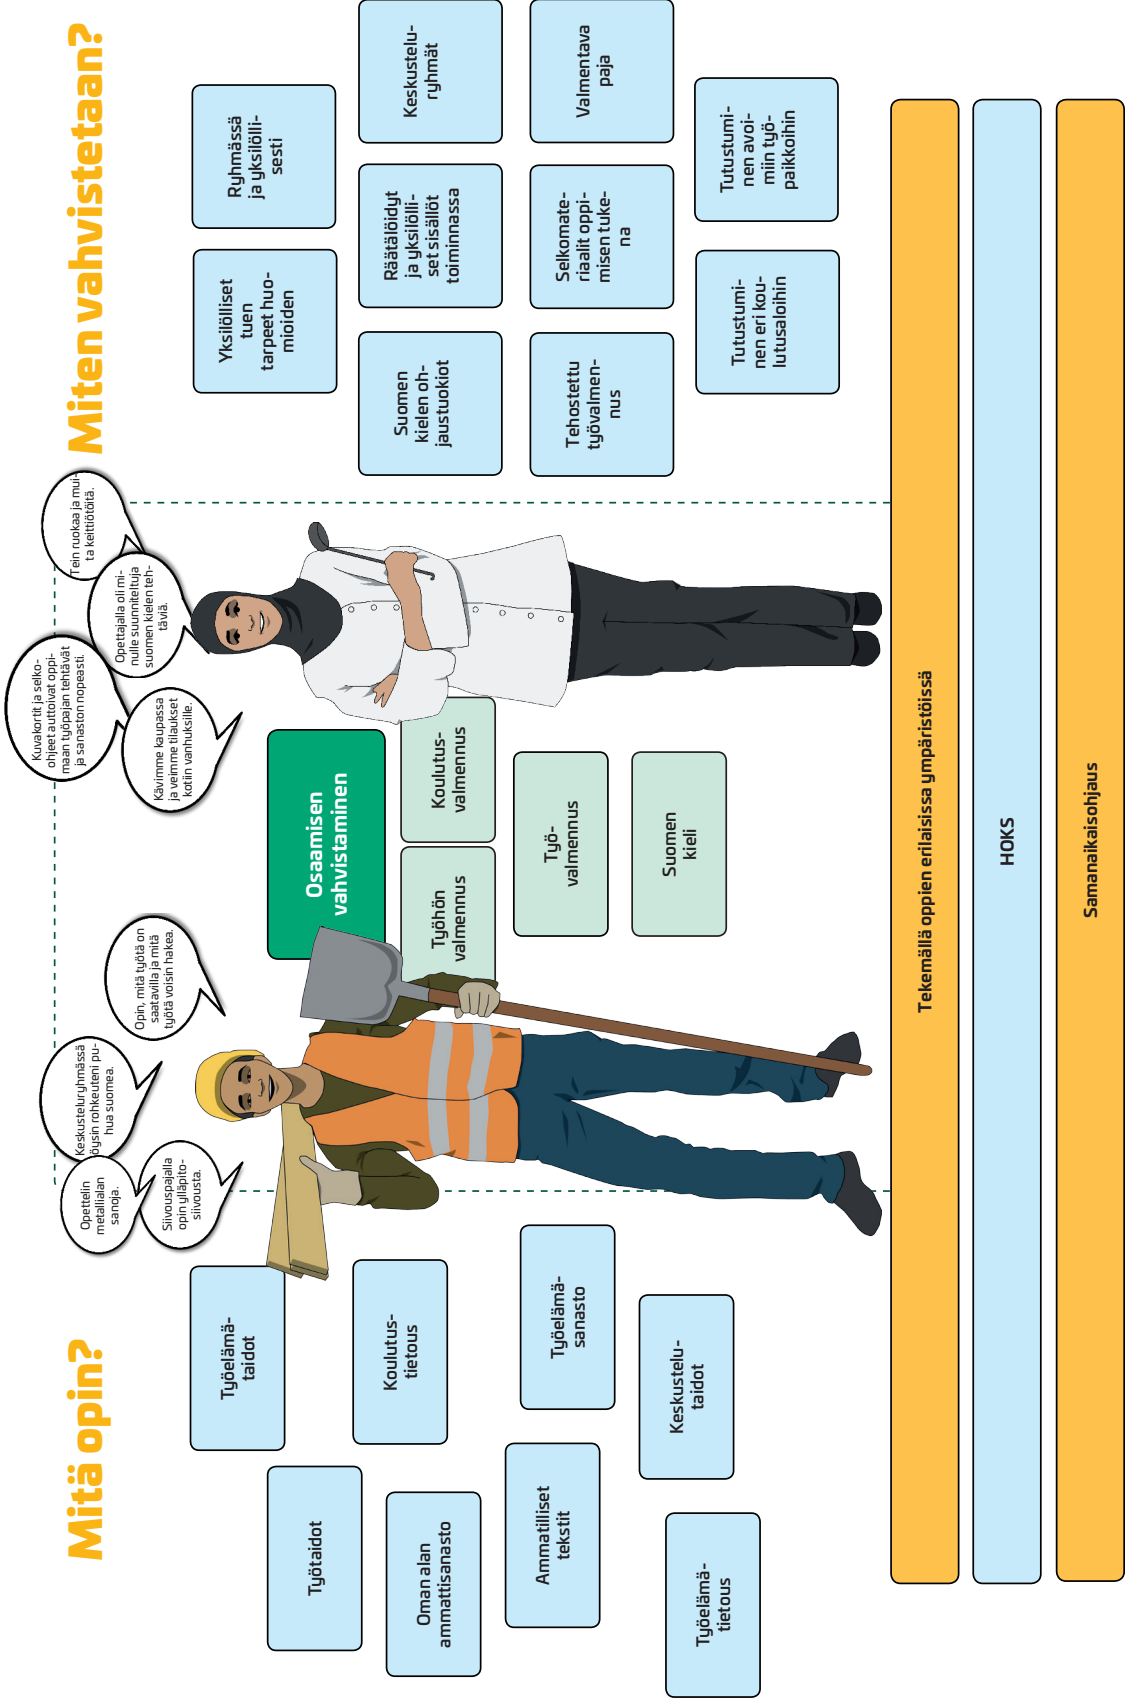 Mitä opin?
Työelämä-
taidot
Työtaidot
Koulutus-
tietous
Oman alan
ammattisanasto
Työelämä-
sanasto
Ammatilliset
tekstit
Keskustelu-
taidot
Työelämä-
tietous
Opettelin
metallialan
sanoja.
Siivouspajalla
opin ylläpito-
siivousta.
Keskusteluryhmässä
löysin rohkeuteni pu-
hua suomea.
Opin, mitä työtä on
saatavilla ja mitä
työtä voisin hakea.
Osaamisen
vahvistaminen
Työhön
valmennus
Koulutus-
valmennus
Työ-
valmennus
Suomen
kieli
Kuvakortit ja selko-
ohjeet auttoivat oppi-
maan työpajan tehtävät
ja sanaston nopeasti.
Kävimme kaupassa
ja veimme tilaukset
kotiin vanhuksille.
Opettajalla oli mi-
nulle suunniteltuja
suomen kielen teh-
täviä.
Tein ruokaa ja mui-
ta keittiötöitä.
Miten vahvistetaan?
Yksilölliset
tuen
tarpeet huo-
mioiden
Ryhmässä
ja yksilölli-
sesti
Suomen
kielen oh-
jaustuokiot
Räätälöidyt
ja yksilölli-
set sisällöt
toiminnassa
Keskustelu-
ryhmät
Tehostettu
työvalmen-
nus
Selkomate-
riaalit oppi-
misen tuke-
na
Valmentava
paja
Tutustumi-
nen eri kou-
lutusaloihin
Tutustumi-
nen avoi-
miin työ-
paikkoihin
Tekemällä oppien erilaisissa ympäristöissä
HOKS
Samanaikaisohjaus